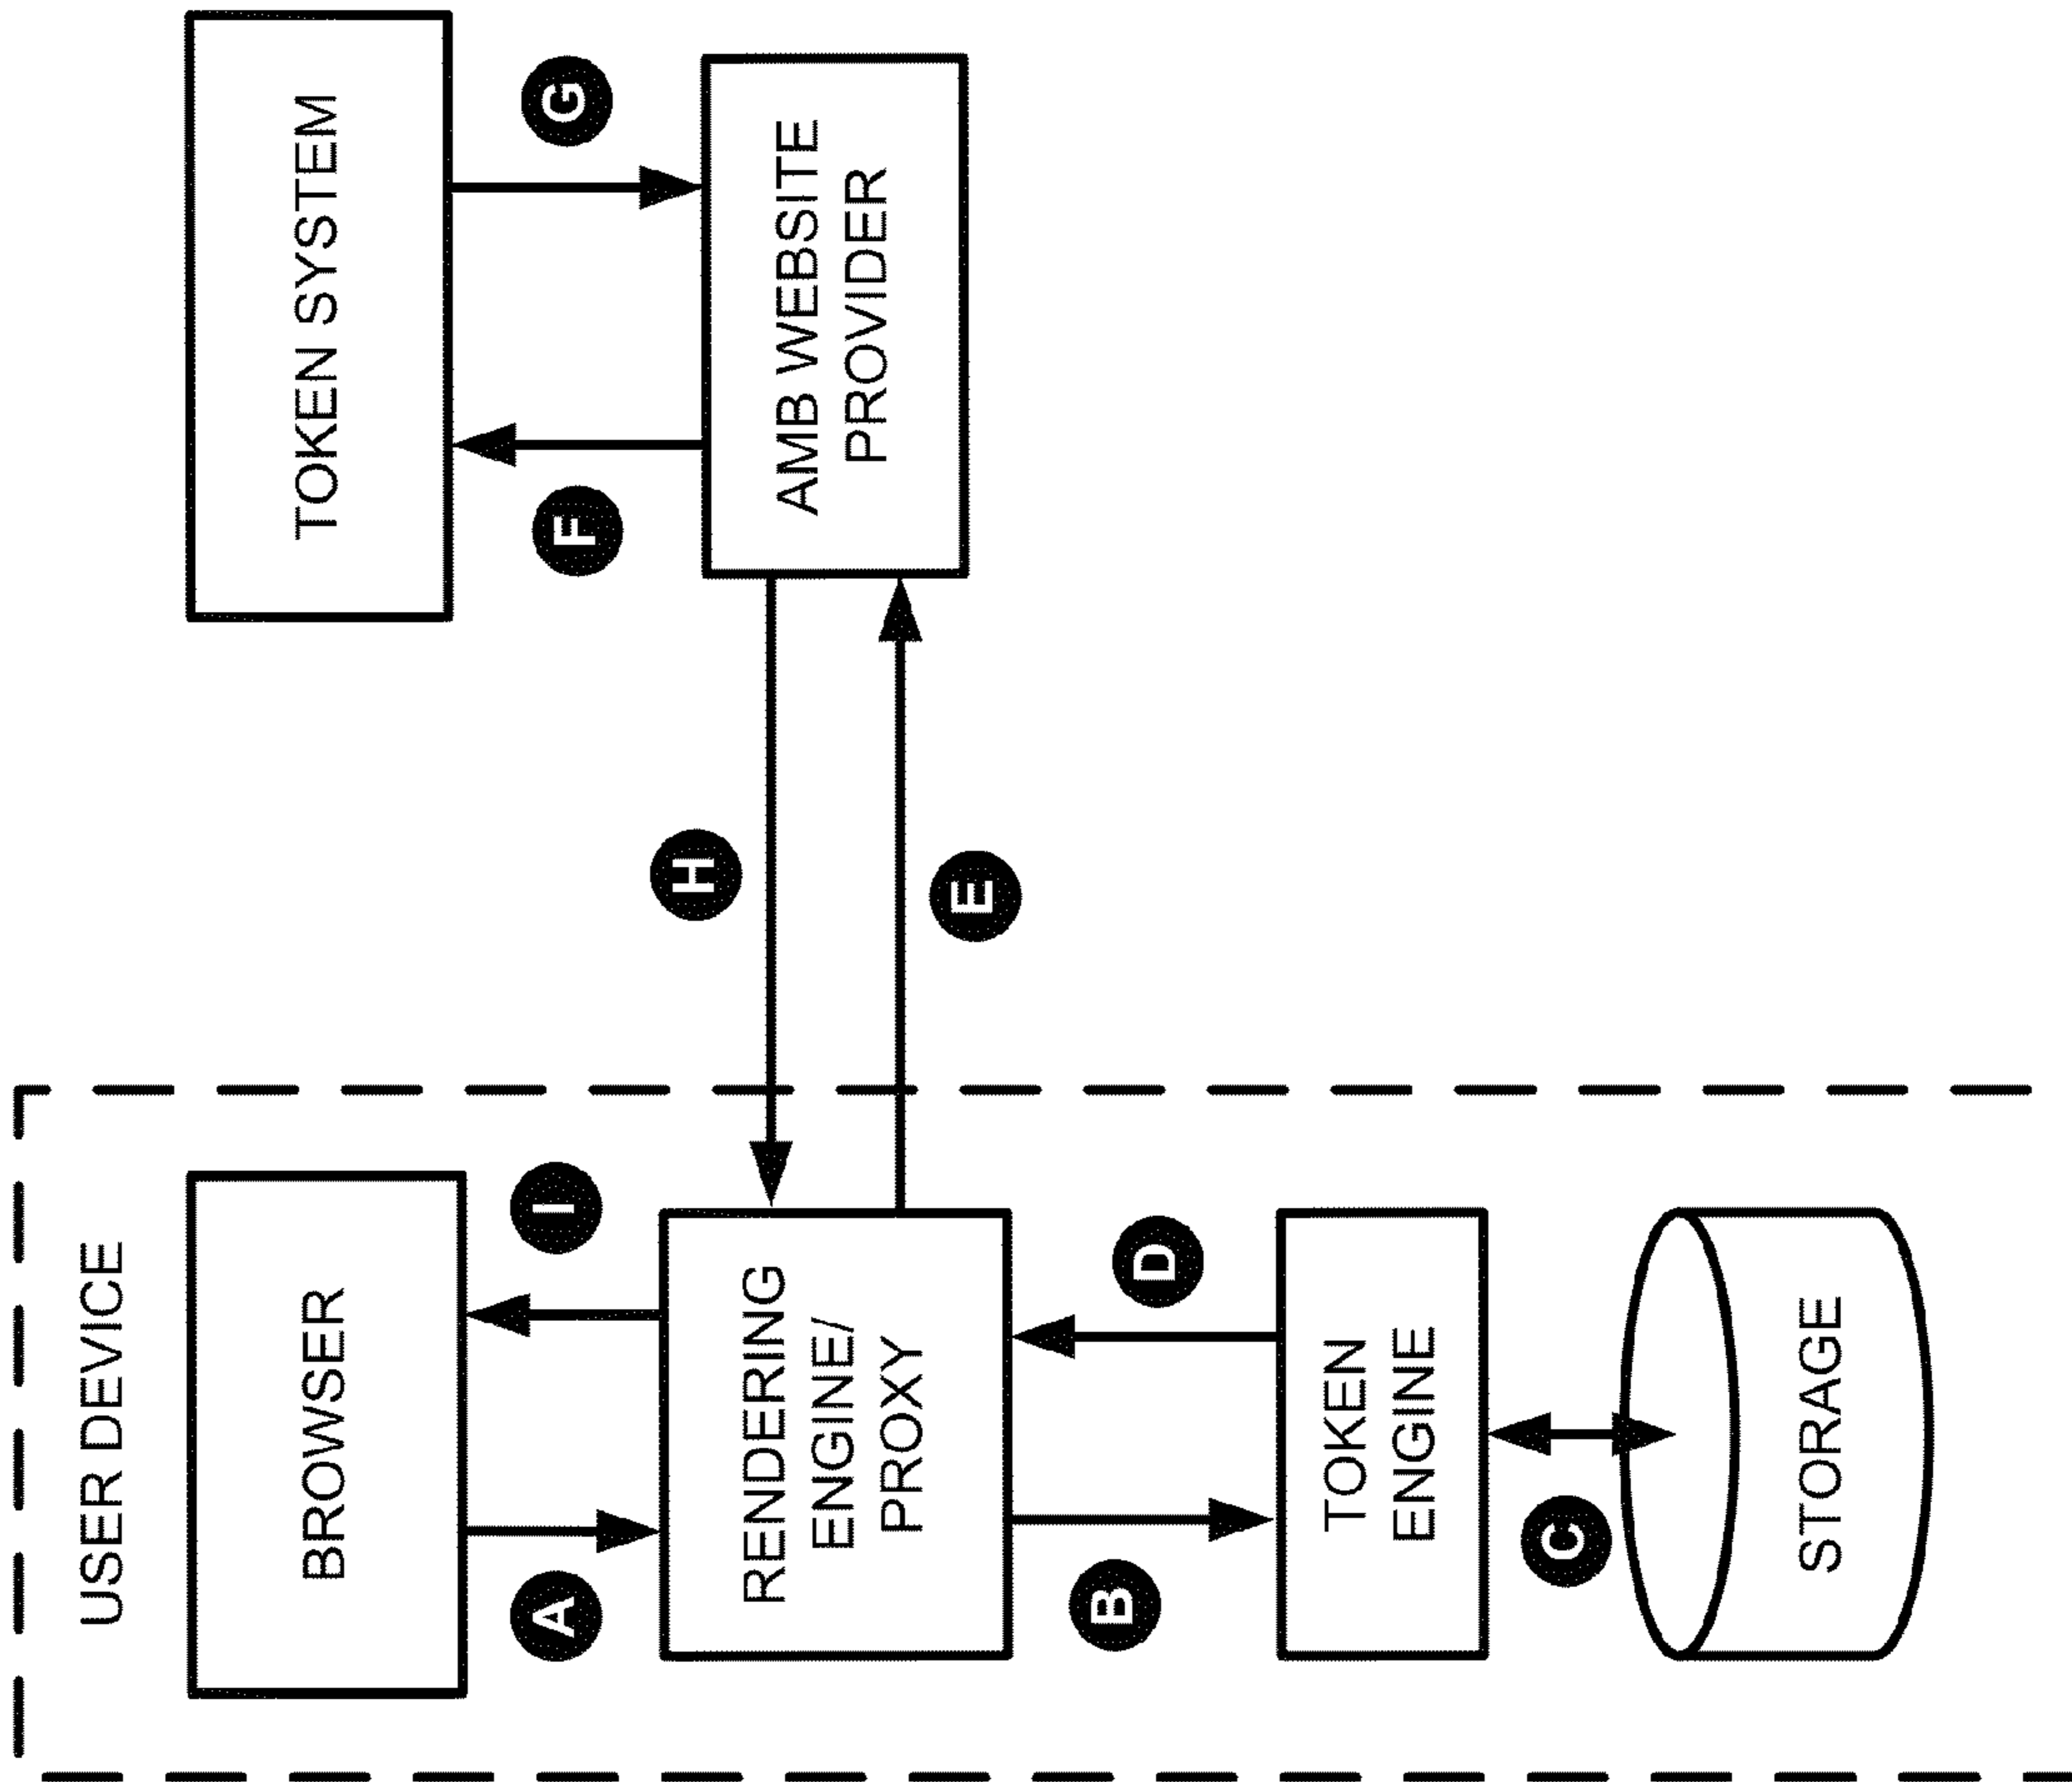 USER DEVICE
BROWSER
A
I
RENDERING
ENGINE/
PROXY
B
D
TOKEN
ENGINE
C
STORAGE
H
E
TOKEN SYSTEM
F
G
AMB WEBSITE
PROVIDER